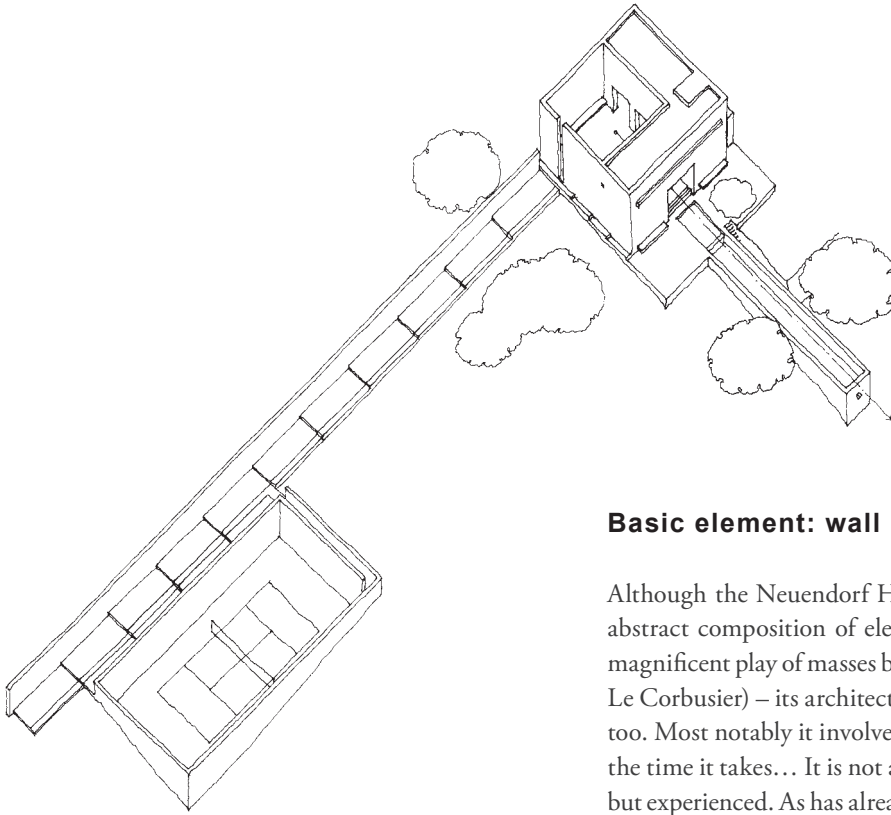 Basic element: wall
Although the Neuendorf H
abstract composition of ele
magnificent play of masses b
Le Corbusier) – its architect
too. Most notably it involve
the time it takes… It is not a
but experienced. As has alrea